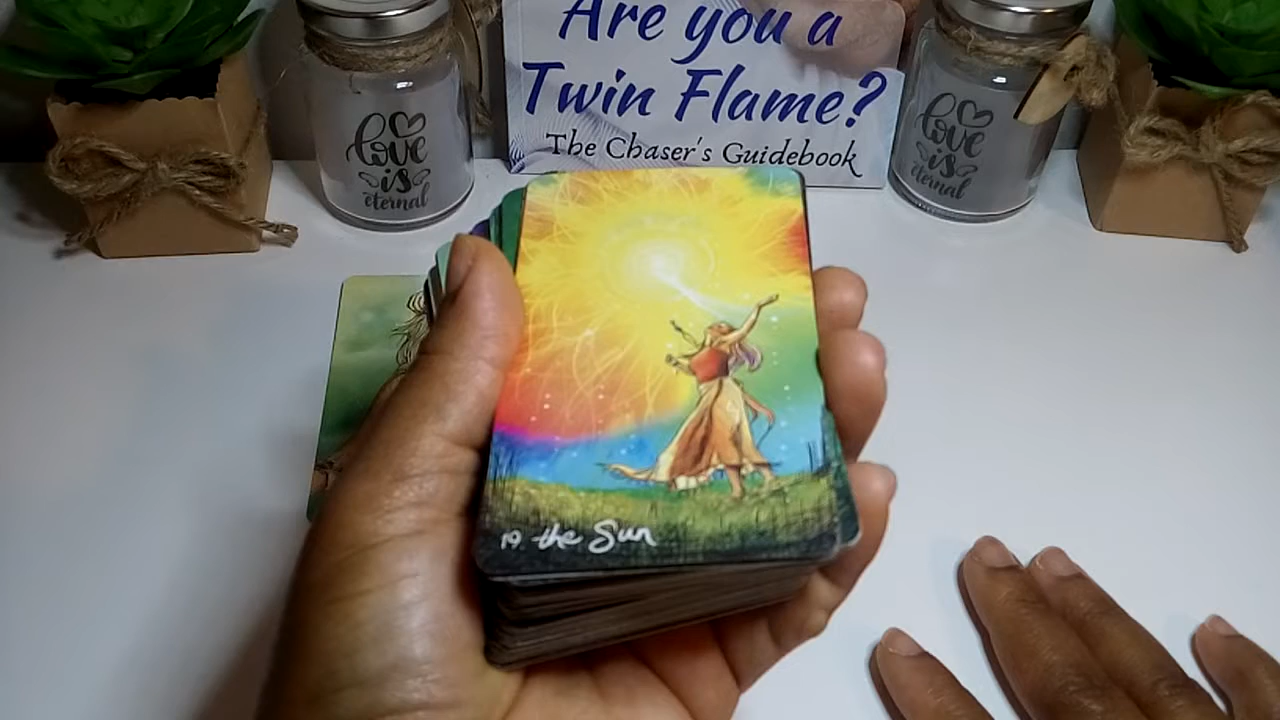 Are you a
Twin Flame?
The Chaser's Guidebook
love
is
eternal
love
is
eternal
19. the Sun